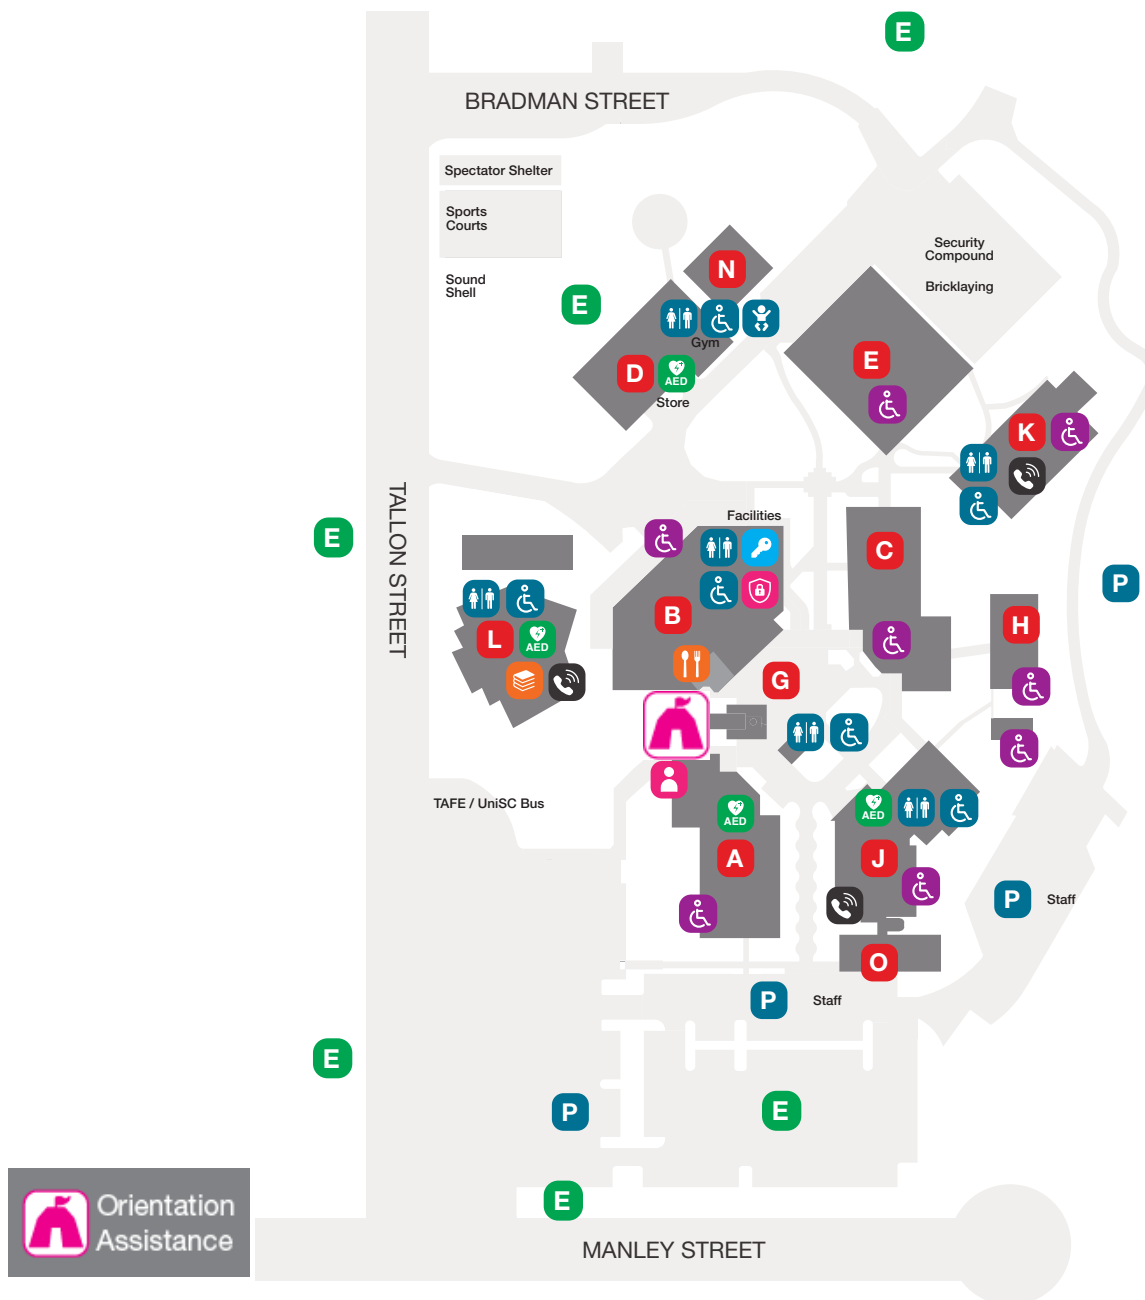 E
BRADMAN STREET
Spectator Shelter
Sports
Courts
Security
Compound
N
Sound
Shell
Bricklaying
E
Gym
E
D
AED
Store
K
TALLON STREET
Facilities
E
C
P
B
H
L
AED
G
TAFE / UniSC Bus
AED
AED
A
J
P
Staff
O
P
Staff
E
P
E
E
Orientation
Assistance
MANLEY STREET